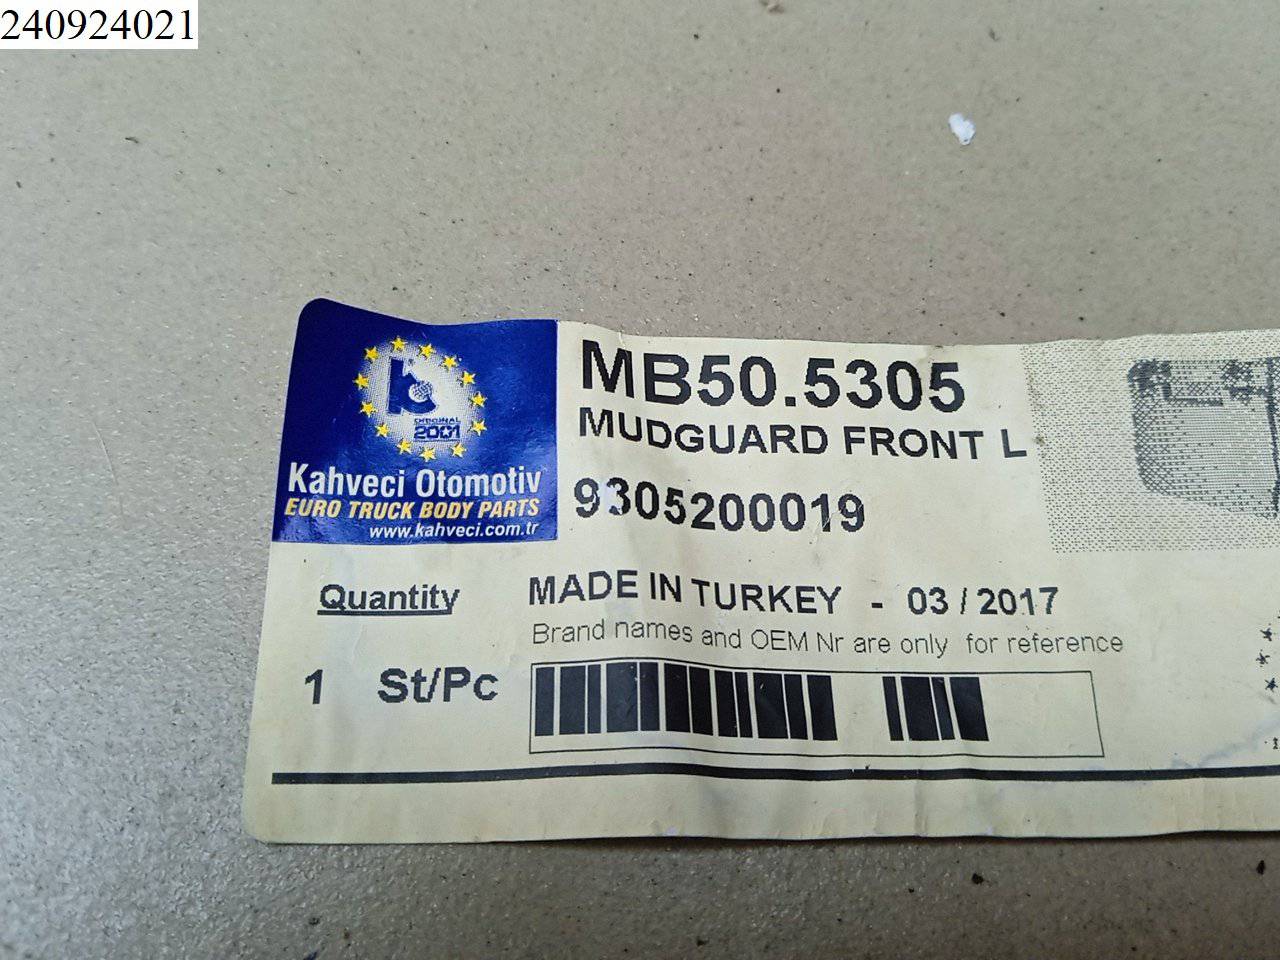 240924021
MB50.5305
MUDGUARD FRONT L
9305200019
ORIGINAL
2001
Kahveci Otomotiv
EURO TRUCK BODY PARTS
www.kahveci.com.tr
Quantity
MADE IN TURKEY - 03/2017
Brand names and OEM Nr are only for reference
1 St/Pc